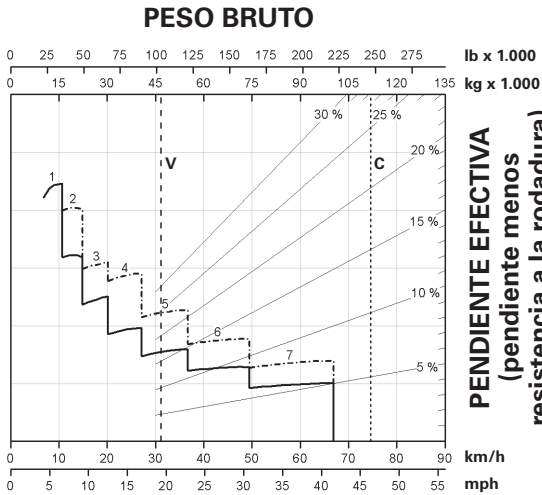 PESO BRUTO
0 25 50 75 100 125 150 175 200 225 250 275 lb x 1.000
0 15 30 45 60 75 90 105 120 135 kg x 1.000
30 % 25 %
20 %
15 %
10 %
5 %
V
C
1
2
3
4
5
6
7
PENDIENTE EFECTIVA
(pendiente menos
resistencia a la rodadura)
0 10 20 30 40 50 60 70 80 90 km/h
0 5 10 15 20 25 30 35 40 45 50 55 mph